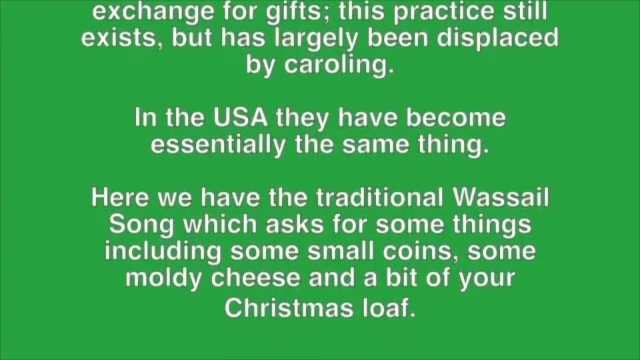 exchange for gifts; this practice still
exists, but has largely been displaced
by caroling.
In the USA they have become
essentially the same thing.
Here we have the traditional Wassail
Song which asks for some things
including some small coins, some
moldy cheese and a bit of your
Christmas loaf.